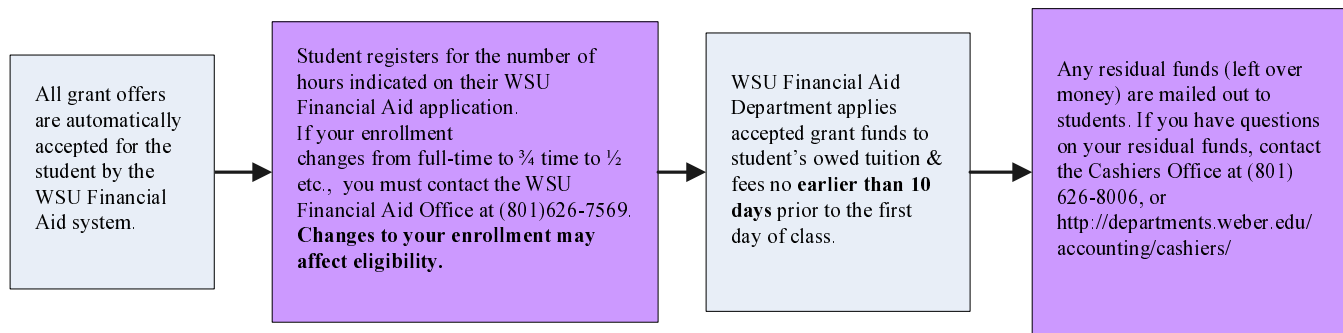 All grant offers
are automatically
accepted for the
student by the
WSU Financial
Aid system.
Student registers for the number of
hours indicated on their WSU
Financial Aid application.
If your enrollment
changes from full-time to ¾ time to ½
etc.,  you must contact the WSU
Financial Aid Office at (801)626-7569.
Changes to your enrollment may
affect eligibility.
WSU Financial Aid
Department applies
accepted grant funds to
student’s owed tuition &
fees no earlier than 10
days prior to the first
day of class.
Any residual funds (left over
money) are mailed out to
students. If you have questions
on your residual funds, contact
the Cashiers Office at (801)
626-8006, or
http://departments.weber.edu/
accounting/cashiers/